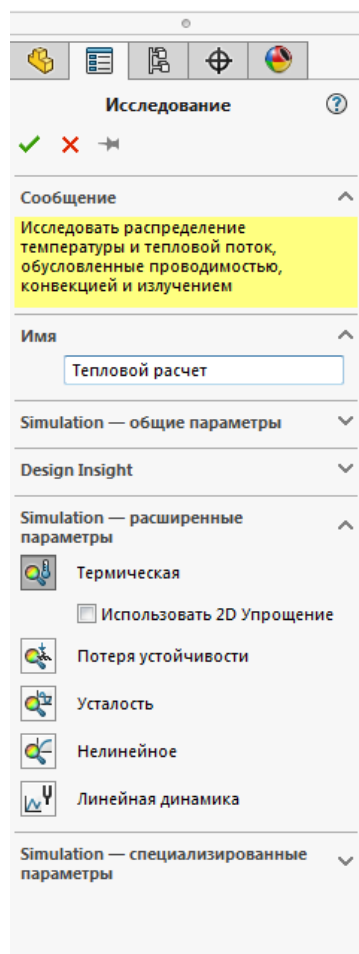 Исследование
Сообщение
Исследовать распределение
температуры и тепловой поток,
обусловленные проводимостью,
конвекцией и излучением
Имя
Тепловой расчет
Simulation — общие параметры
Design Insight
Simulation — расширенные
параметры
Термическая
Использовать 2D Упрощение
Потеря устойчивости
Усталость
Нелинейное
Линейная динамика
Simulation — специализированные
параметры